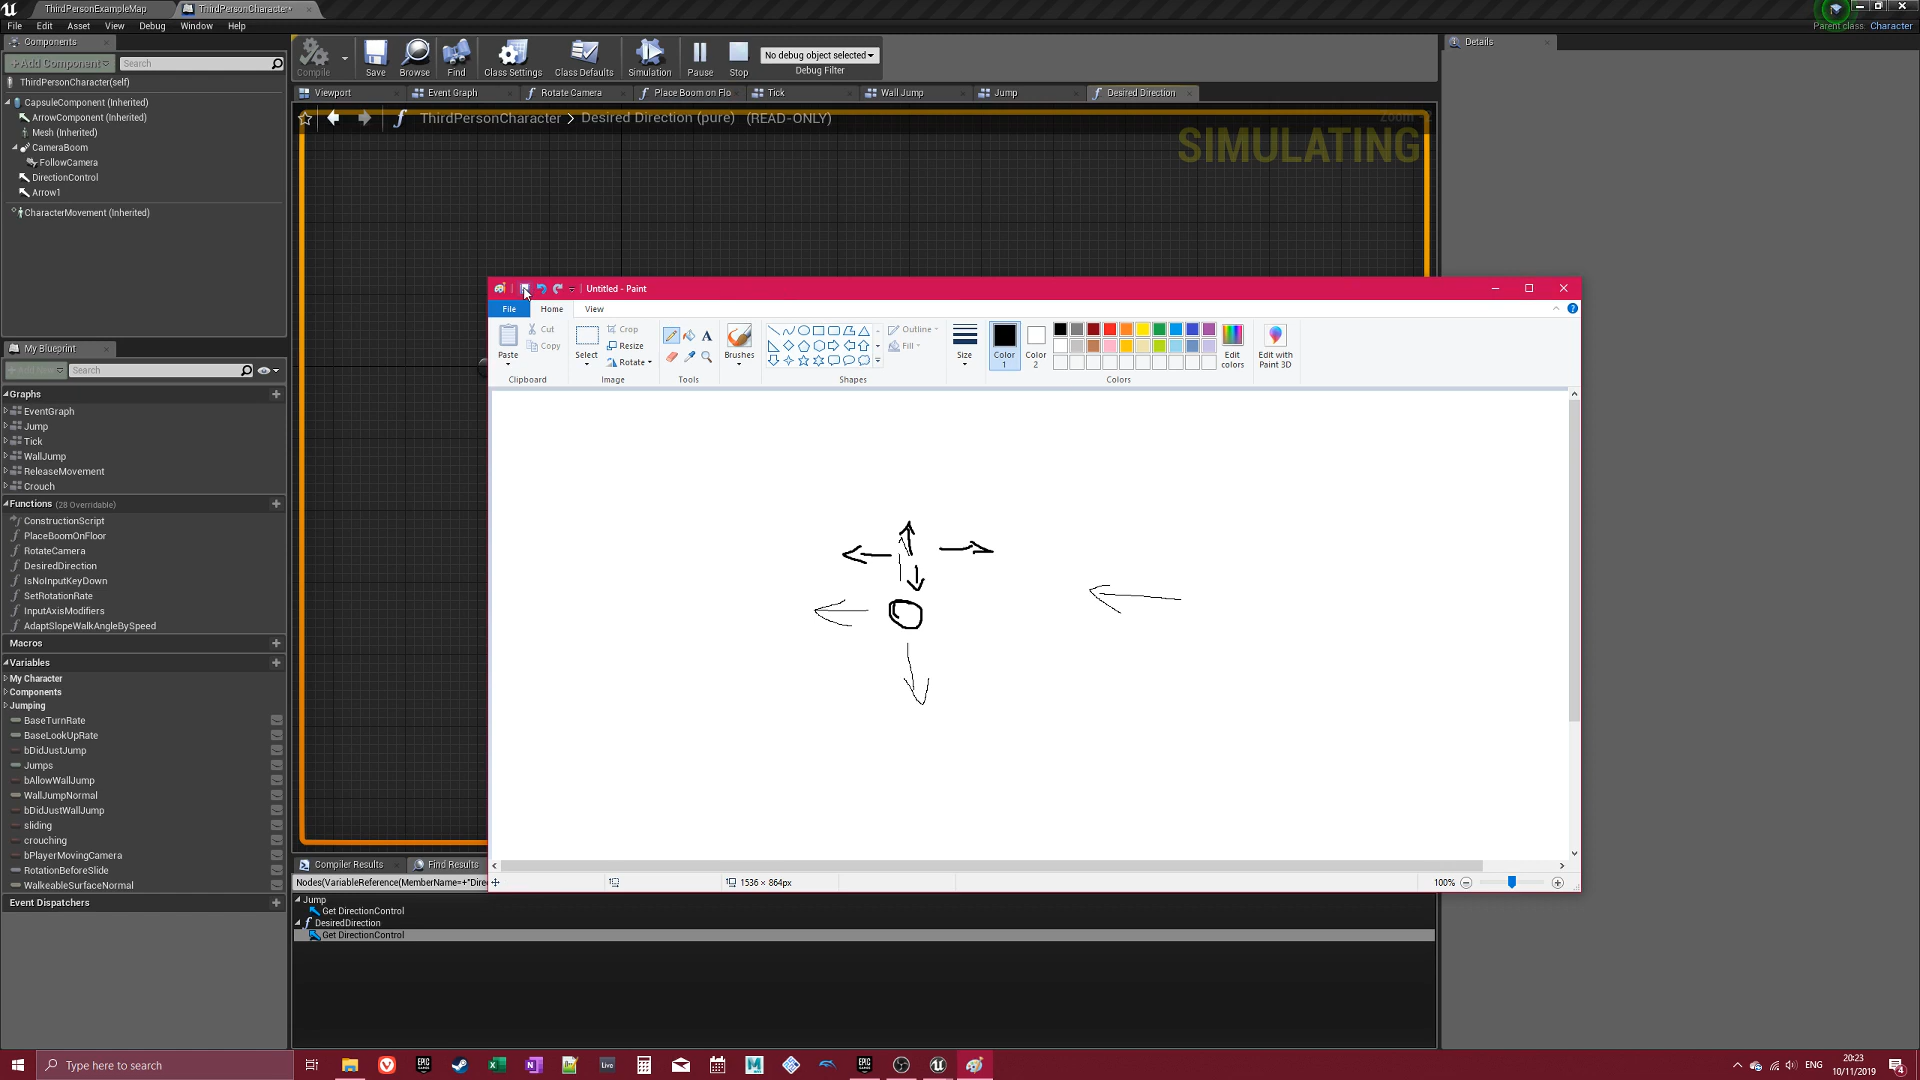 ThirdPersonExampleMap
ThirdPersonCharacter*
File Edit Asset View Debug Window Help
Parent class: Character
Components
+Add Component Search
ThirdPersonCharacter(self)
CapsuleComponent (Inherited)
ArrowComponent (Inherited)
Mesh (Inherited)
CameraBoom
FollowCamera
DirectionControl
Arrow1
CharacterMovement (Inherited)
Compile Save Browse Find Class Settings Class Defaults Simulation Pause Stop
No debug object selected
Debug Filter
Details
Viewport Event Graph Rotate Camera Place Boom on Flo Tick Wall Jump Jump Desired Direction
ThirdPersonCharacter > Desired Direction (pure) (READ-ONLY)
SIMULATING
My Blueprint
Search
Graphs
EventGraph
Jump
Tick
WallJump
ReleaseMovement
Crouch
Functions (28 Overridable)
ConstructionScript
PlaceBoomOnFloor
RotateCamera
DesiredDirection
IsNoInputKeyDown
SetRotationRate
InputAxisModifiers
AdaptSlopeWalkAngleBySpeed
Macros
Variables
My Character
Components
Jumping
BaseTurnRate
BaseLookUpRate
bDidJustJump
Jumps
bAllowWallJump
WallJumpNormal
bDidJustWallJump
sliding
crouching
bPlayerMovingCamera
RotationBeforeSlide
WalkeableSurfaceNormal
Event Dispatchers
Untitled - Paint
File Home View
Paste Cut Copy
Clipboard
Select Crop Resize Rotate
Image
Tools
Brushes
Outline Fill
Shapes
Size
Color 1
Color 2
Edit colors
Colors
Edit with Paint 3D
1536 × 864px
100%
Compiler Results Find Results
Nodes(VariableReference(MemberName=+"Dire
Jump
Get DirectionControl
DesiredDirection
Get DirectionControl
Type here to search
ENG
20:23
10/11/2019